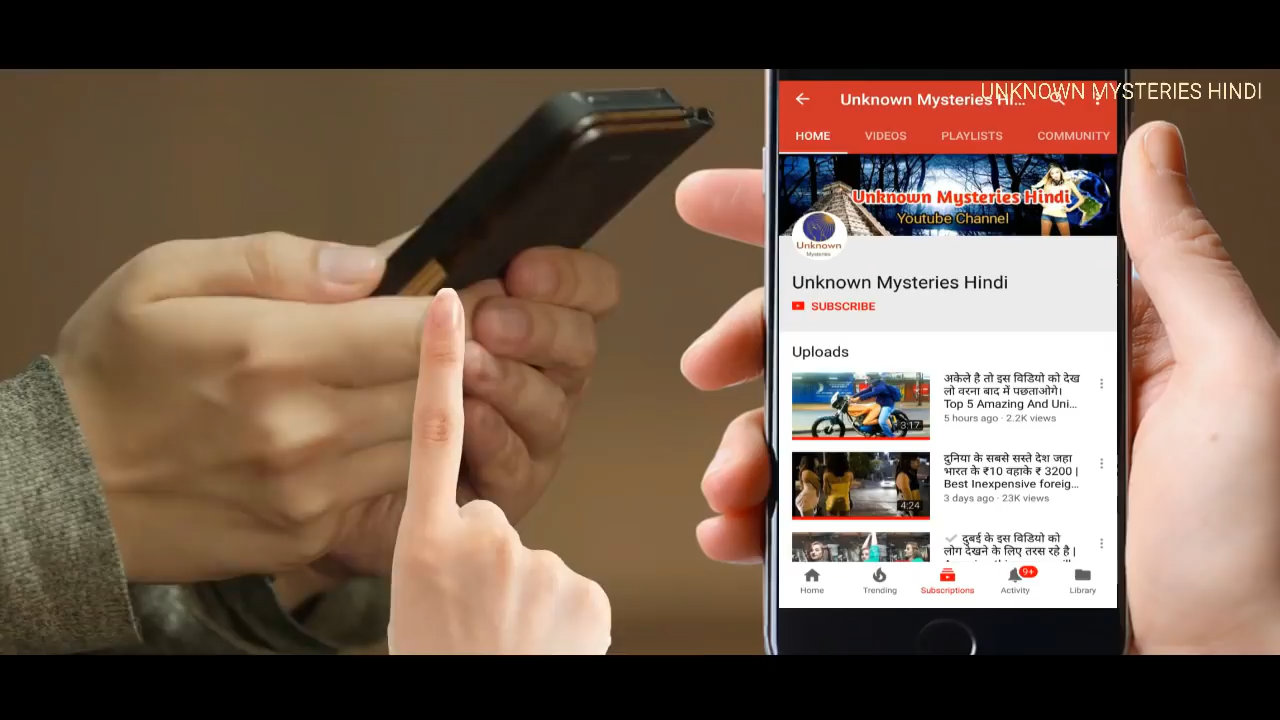 UNKNOWN MYSTERIES HINDI
Unknown Mysteries Hi...
HOME VIDEOS PLAYLISTS COMMUNITY
Unknown Mysteries Hindi
Youtube Channel
Unknown
Mysteries
Unknown Mysteries Hindi
SUBSCRIBE
Uploads
अकेले है तो इस विडियो को देख
लो वरना बाद में पछताओगे।
Top 5 Amazing And Uni...
5 hours ago · 2.2K views
3:17
दुनिया के सबसे सस्ते देश जहा
भारत के ₹10 वहाके ₹ 3200 |
Best Inexpensive foreig...
3 days ago · 23K views
4:24
दुबई के इस विडियो को
लोग देखने के लिए तरस रहे है |
Home Trending Subscriptions Activity Library
9+